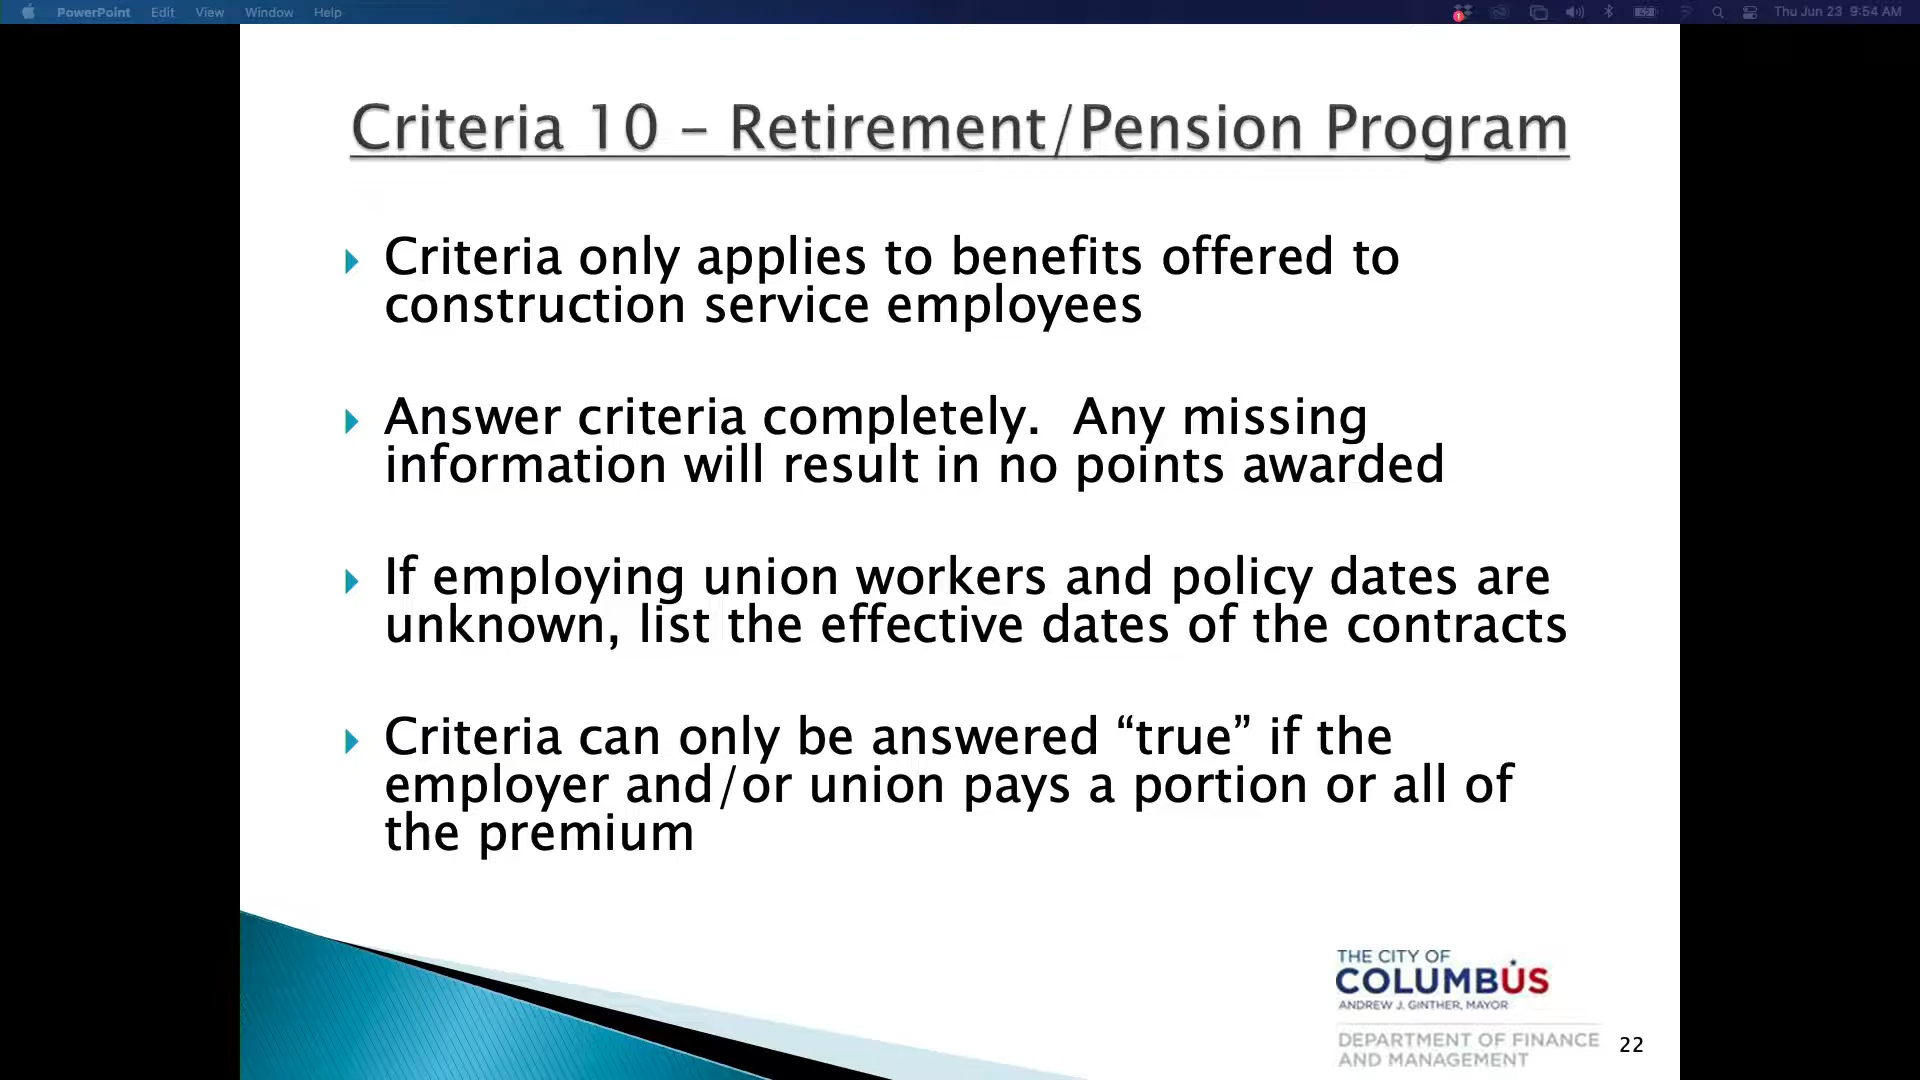 PowerPoint Edit View Window Help
1
Thu Jun 23 9:54 AM
Criteria 10 – Retirement/Pension Program
Criteria only applies to benefits offered to
construction service employees
Answer criteria completely.  Any missing
information will result in no points awarded
If employing union workers and policy dates are
unknown, list the effective dates of the contracts
Criteria can only be answered “true” if the
employer and/or union pays a portion or all of
the premium
THE CITY OF
COLUMBUS
ANDREW J. GINTHER, MAYOR
DEPARTMENT OF FINANCE
AND MANAGEMENT
22